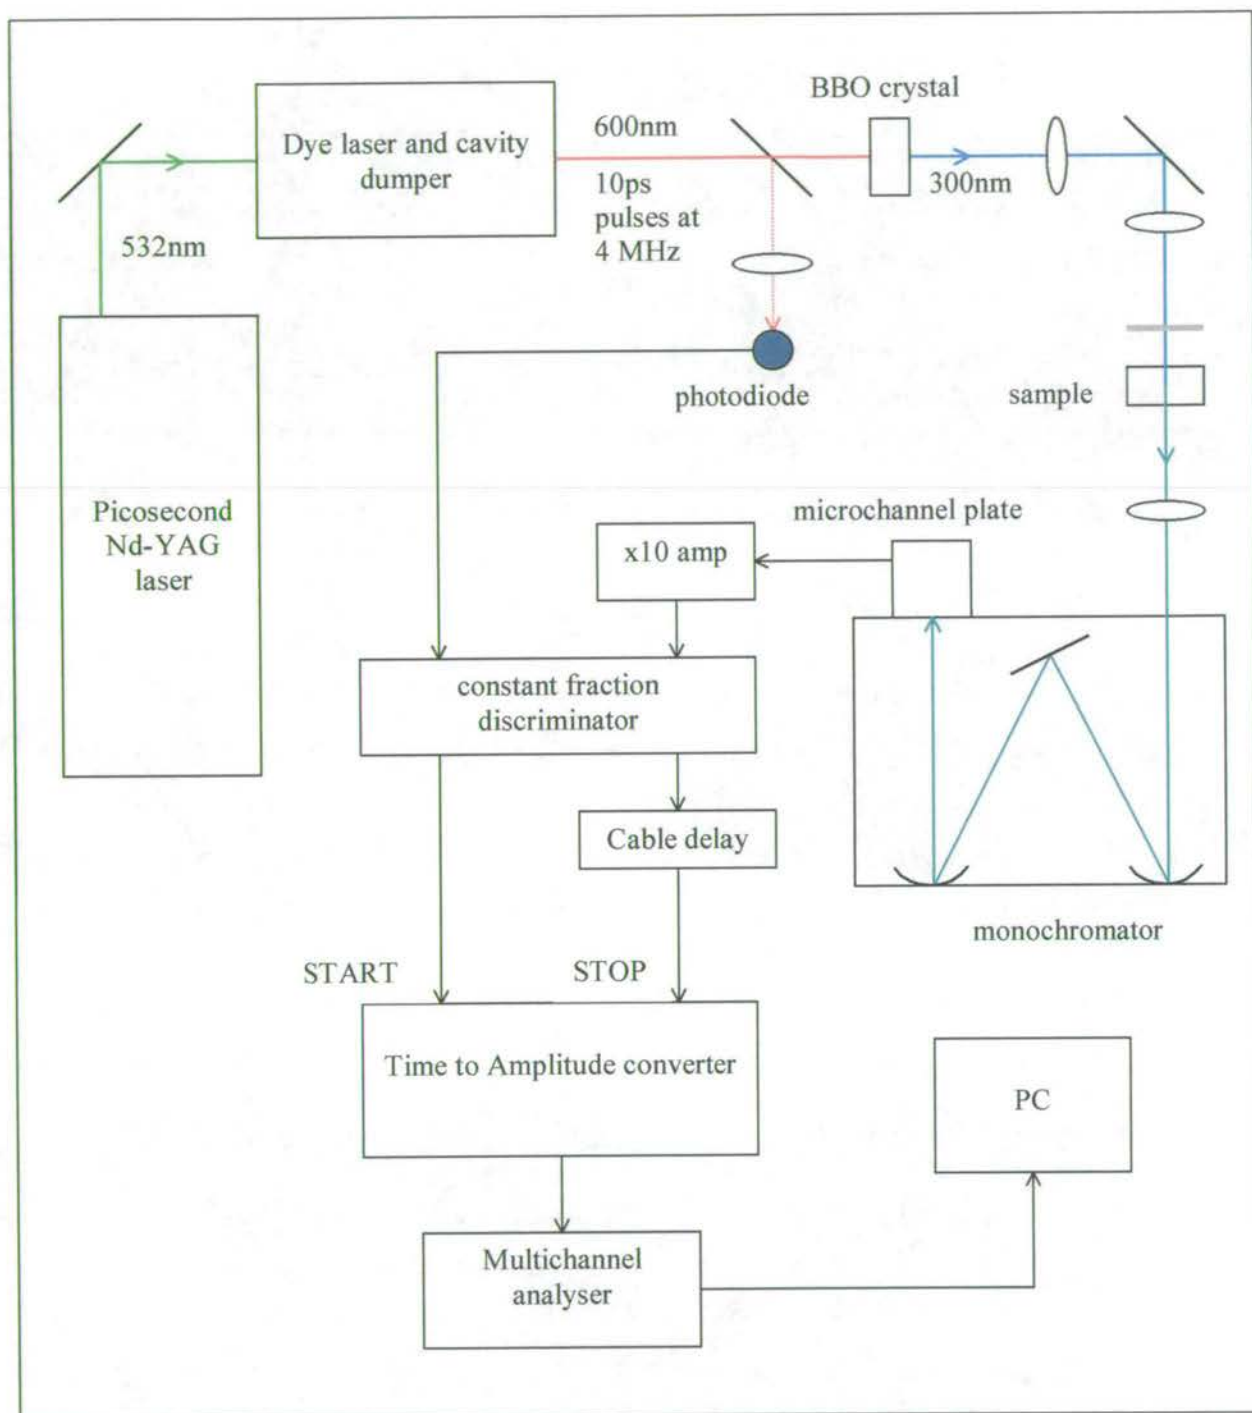 BBO crystal
Dye laser and cavity
dumper
600nm
10ps
pulses at
4 MHz
300nm
532nm
photodiode
sample
Picosecond
Nd-YAG
laser
microchannel plate
x10 amp
constant fraction
discriminator
Cable delay
monochromator
START
STOP
Time to Amplitude converter
PC
Multichannel
analyser